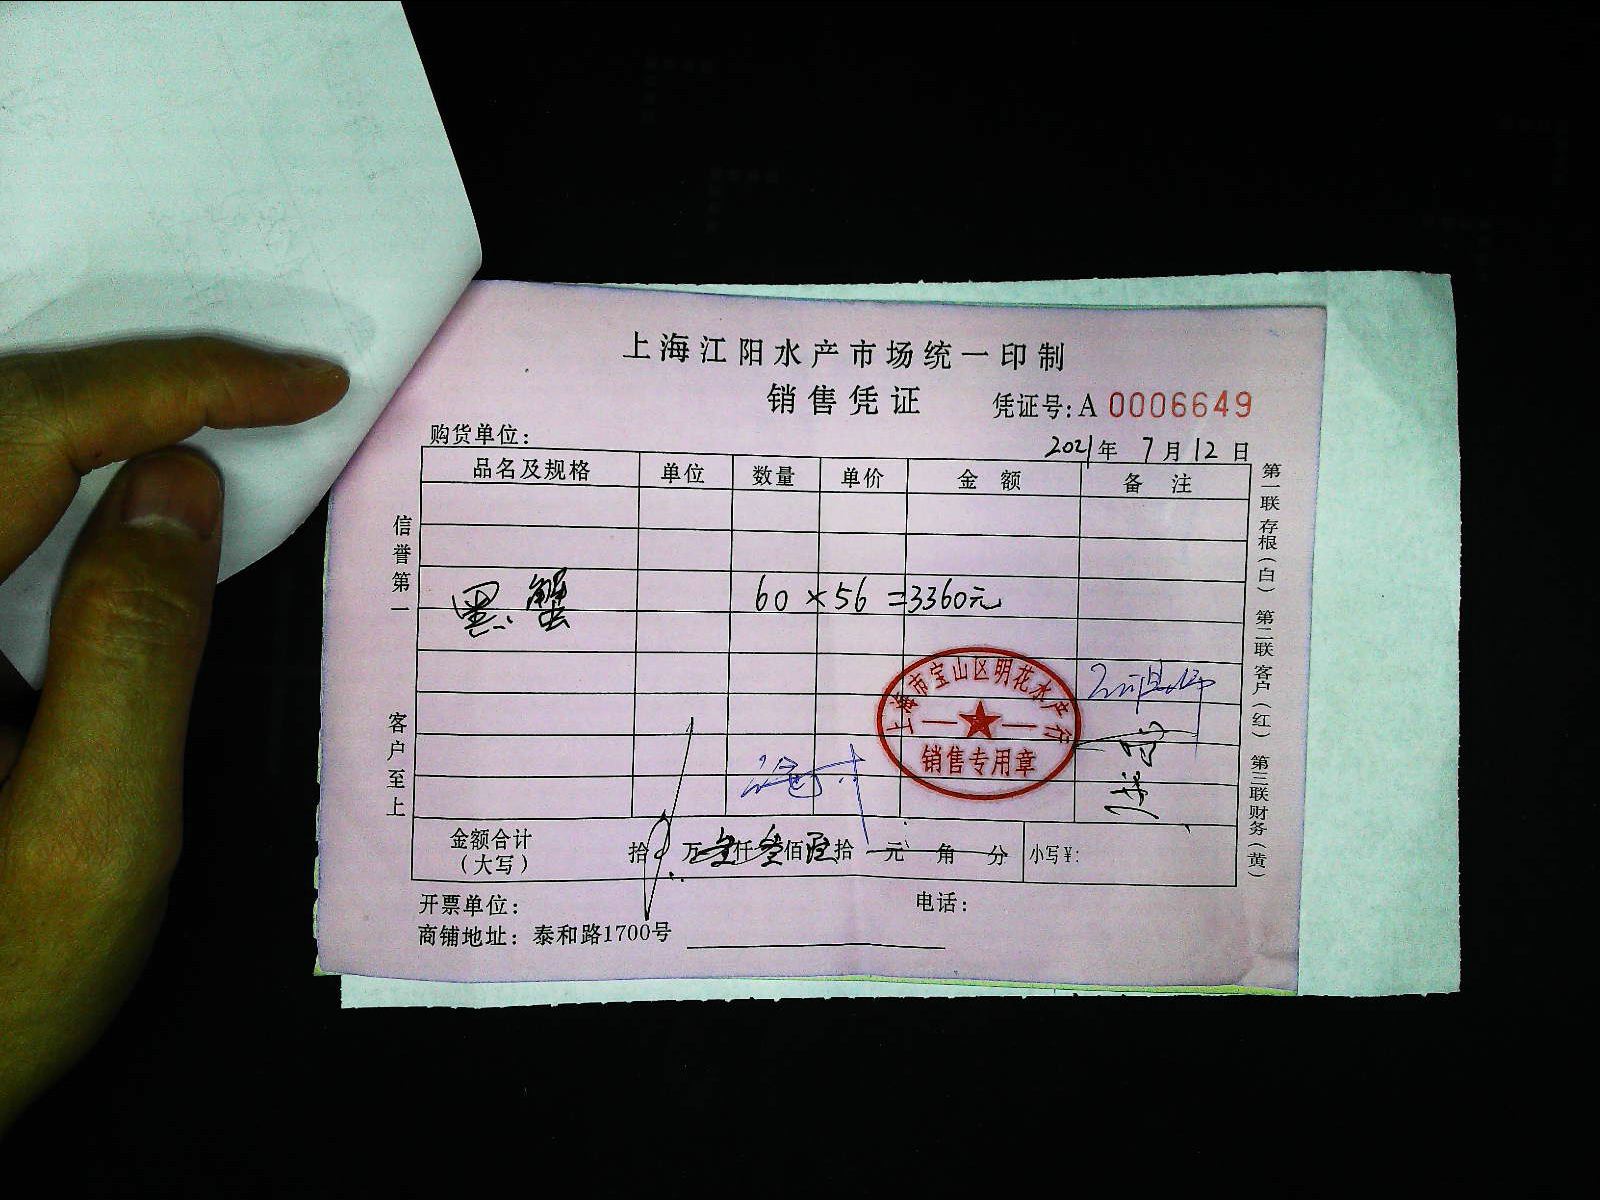 上海江阳水产市场统一印制
销售凭证
凭证号: A 0006649
购货单位:
2021年 7月12日
品名及规格 单位 数量 单价 金额 备注
黑蟹 60 × 56 =3360元
上海市宝山区明花水产行
销售专用章
金额合计
(大写)
拾 万叁仟叁佰陆拾 元 角 分 小写¥:
开票单位: 电话:
商铺地址: 泰和路1700号
信誉第一
客户至上
第一联 存根(白) 第二联 客户(红) 第三联 财务(黄)